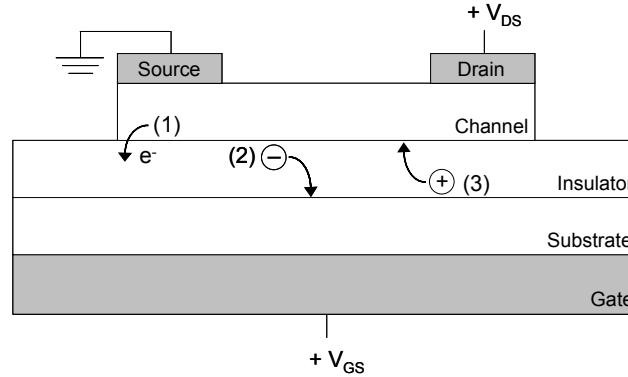 + V_DS
Source
Drain
(1)
Channel
e-
(2) −
+ (3)
Insulator
Substrate
Gate
+ V_GS